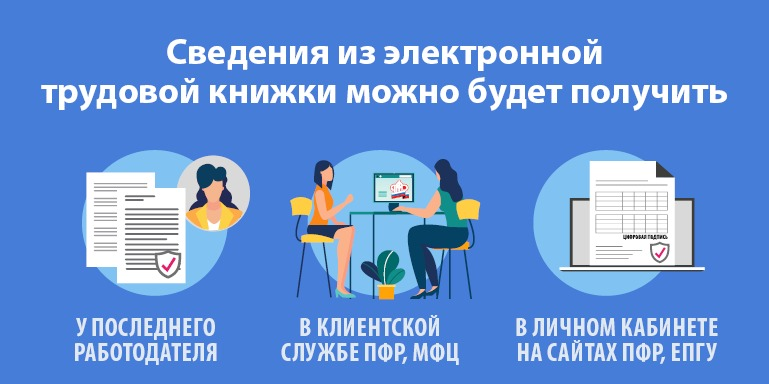 Сведения из электронной
трудовой книжки можно будет получить
ЦИФРОВАЯ ПОДПИСЬ
У ПОСЛЕДНЕГО
РАБОТОДАТЕЛЯ
В КЛИЕНТСКОЙ
СЛУЖБЕ ПФР, МФЦ
В ЛИЧНОМ КАБИНЕТЕ
НА САЙТАХ ПФР, ЕПГУ